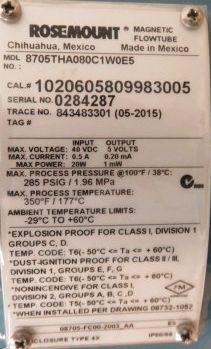 ROSEMOUNT® MAGNETIC FLOWTUBE
Chihuahua, Mexico Made in Mexico
MDL NO.: 8705THA080C1W0E5
CAL.# 1020605809983005
SERIAL NO. 0284287
TRACE NO. 843483301 (05-2015)
TAG #
INPUT OUTPUT
MAX. VOLTAGE: 40 VDC 5 VOLTS
MAX. CURRENT: 0.5 A 0.20 mA
MAX. POWER: 20W 1 mW
MAX. PROCESS PRESSURE @100°F / 38°C:
285 PSIG / 1.96 MPa
MAX. PROCESS TEMPERATURE:
350°F / 177°C
AMBIENT TEMPERATURE LIMITS:
-29°C TO +60°C
*EXPLOSION PROOF FOR CLASS I, DIVISION 1
GROUPS C, D.
TEMP. CODE: T6(-50°C <= Ta <= +60°C)
*DUST-IGNITION PROOF FOR CLASS II / III,
DIVISION 1, GROUPS E, F, G
TEMP. CODE: T6(-50°C <= Ta <= +60°C)
*NONINCENDIVE FOR CLASS I,
DIVISION 2, GROUPS A, B, C, D
TEMP. CODE: T5(-50°C <= Ta <= +60°C)
*WHEN INSTALLED PER DRAWING 08732-1052
FM
08705-FC00-2003_AA
ENCLOSURE TYPE 4X IP66/68